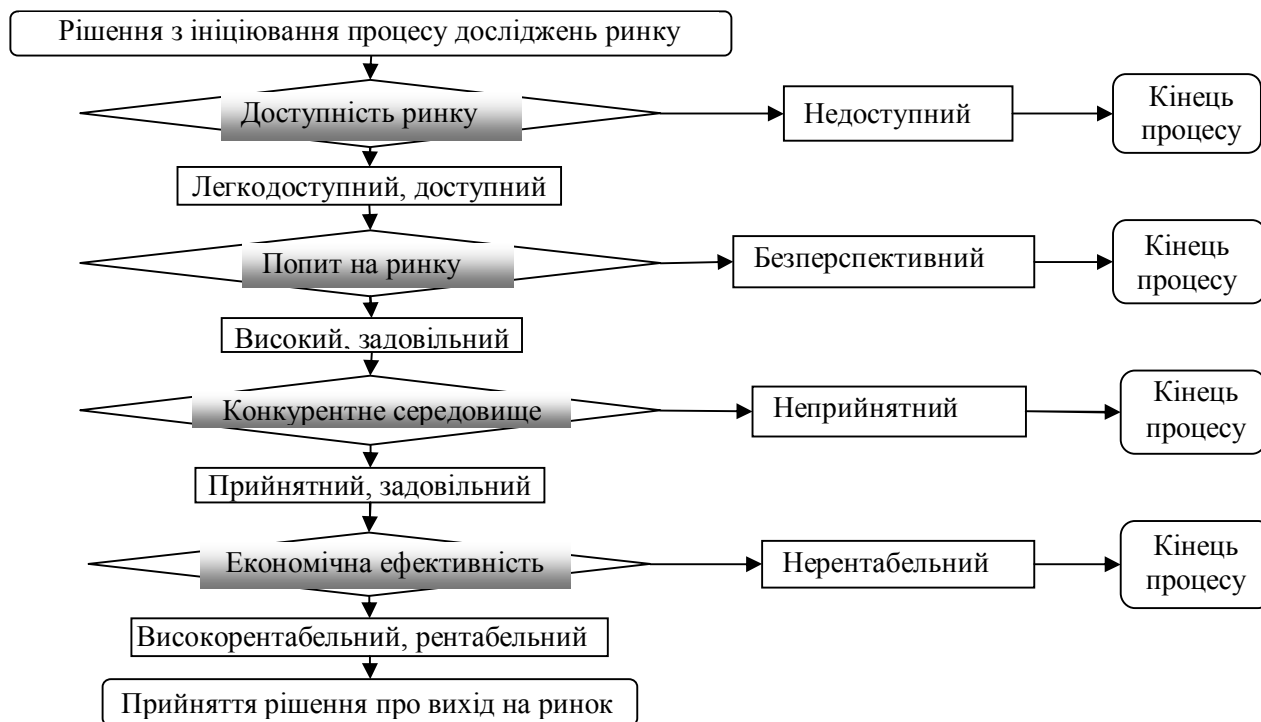 Рішення з ініціювання процесу досліджень ринку
Доступність ринку
Недоступний
Кінець
процесу
Легкодоступний, доступний
Попит на ринку
Безперспективний
Кінець
процесу
Високий, задовільний
Конкурентне середовище
Неприйнятний
Кінець
процесу
Прийнятний, задовільний
Економічна ефективність
Нерентабельний
Кінець
процесу
Високорентабельний, рентабельний
Прийняття рішення про вихід на ринок